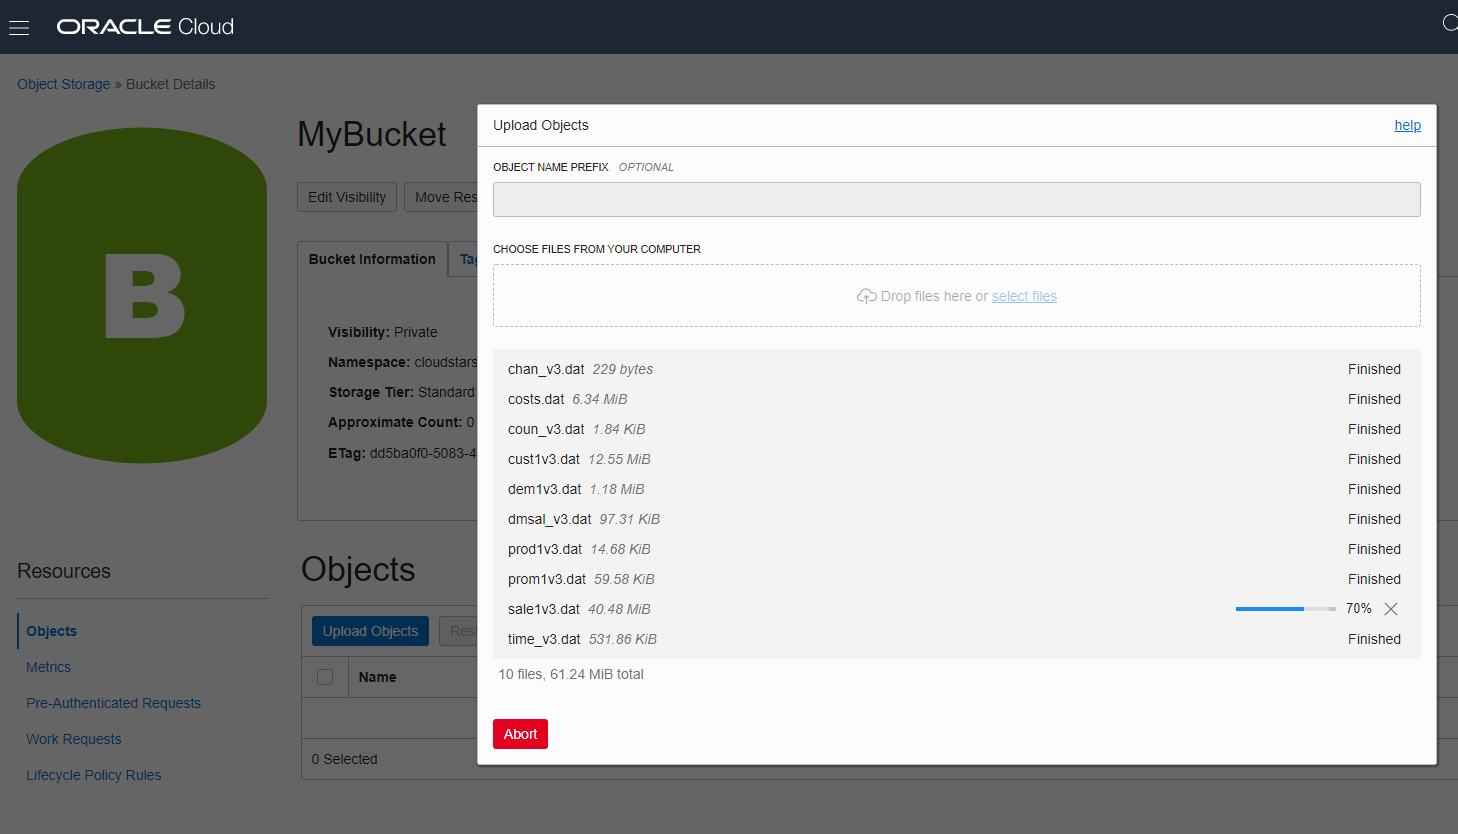 ORACLE Cloud
Object Storage » Bucket Details
B
MyBucket
Edit Visibility
Move Res
Bucket Information
Tag
Visibility: Private
Namespace: cloudstars
Storage Tier: Standard
Approximate Count: 0
ETag: dd5ba0f0-5083-4
Resources
Objects
Metrics
Pre-Authenticated Requests
Work Requests
Lifecycle Policy Rules
Objects
Upload Objects
Rest
Name
0 Selected
Upload Objects
help
OBJECT NAME PREFIX OPTIONAL
CHOOSE FILES FROM YOUR COMPUTER
Drop files here or select files
chan_v3.dat 229 bytes Finished
costs.dat 6.34 MiB Finished
coun_v3.dat 1.84 KiB Finished
cust1v3.dat 12.55 MiB Finished
dem1v3.dat 1.18 MiB Finished
dmsal_v3.dat 97.31 KiB Finished
prod1v3.dat 14.68 KiB Finished
prom1v3.dat 59.58 KiB Finished
sale1v3.dat 40.48 MiB 70%
time_v3.dat 531.86 KiB Finished
10 files, 61.24 MiB total
Abort